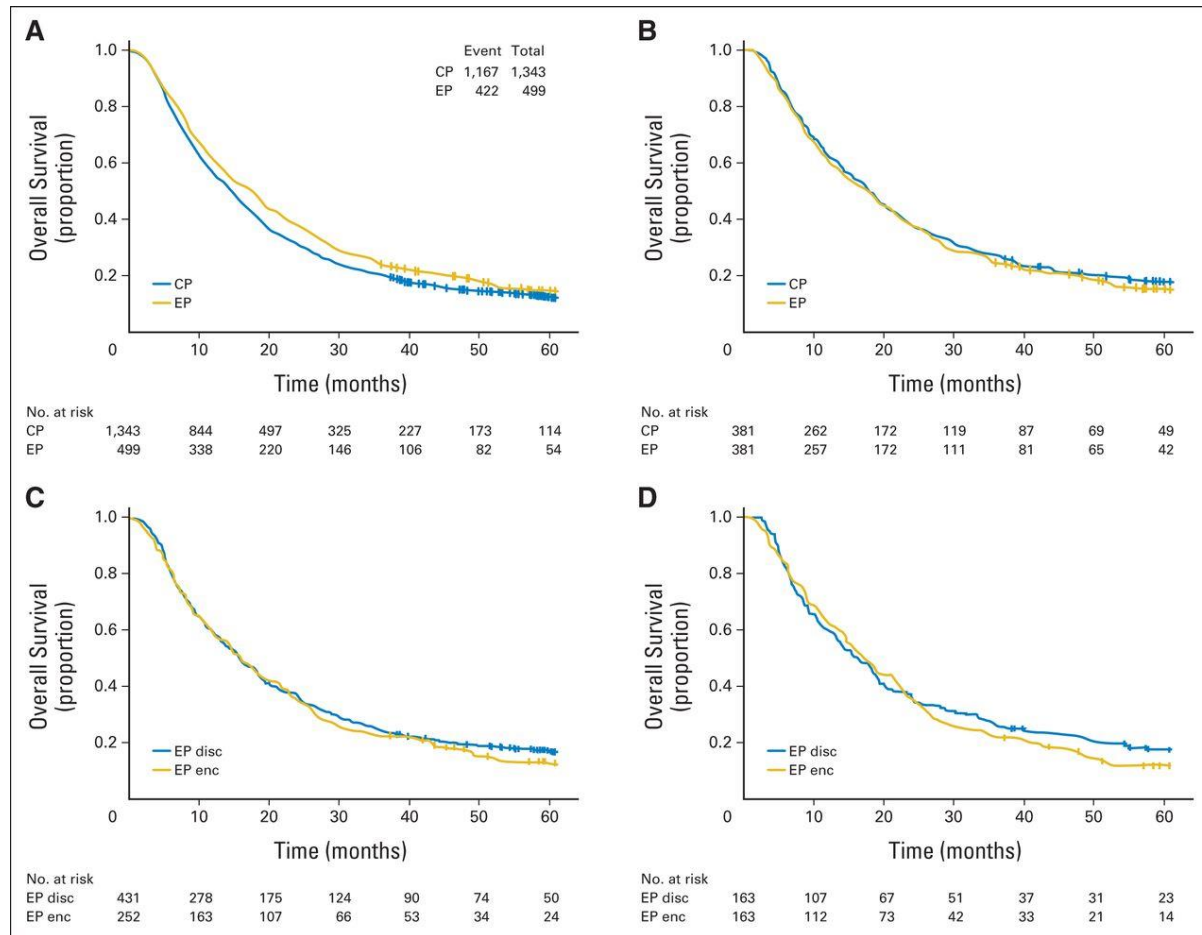 A
Event Total
CP 1,167 1,343
EP 422 499
1.0
0.8
0.6
0.4
0.2
Overall Survival
(proportion)
CP
EP
0 10 20 30 40 50 60
Time (months)
No. at risk
CP 1,343 844 497 325 227 173 114
EP 499 338 220 146 106 82 54
B
1.0
0.8
0.6
0.4
0.2
Overall Survival
(proportion)
CP
EP
0 10 20 30 40 50 60
Time (months)
No. at risk
CP 381 262 172 119 87 69 49
EP 381 257 172 111 81 65 42
C
1.0
0.8
0.6
0.4
0.2
Overall Survival
(proportion)
EP disc
EP enc
0 10 20 30 40 50 60
Time (months)
No. at risk
EP disc 431 278 175 124 90 74 50
EP enc 252 163 107 66 53 34 24
D
1.0
0.8
0.6
0.4
0.2
Overall Survival
(proportion)
EP disc
EP enc
0 10 20 30 40 50 60
Time (months)
No. at risk
EP disc 163 107 67 51 37 31 23
EP enc 163 112 73 42 33 21 14